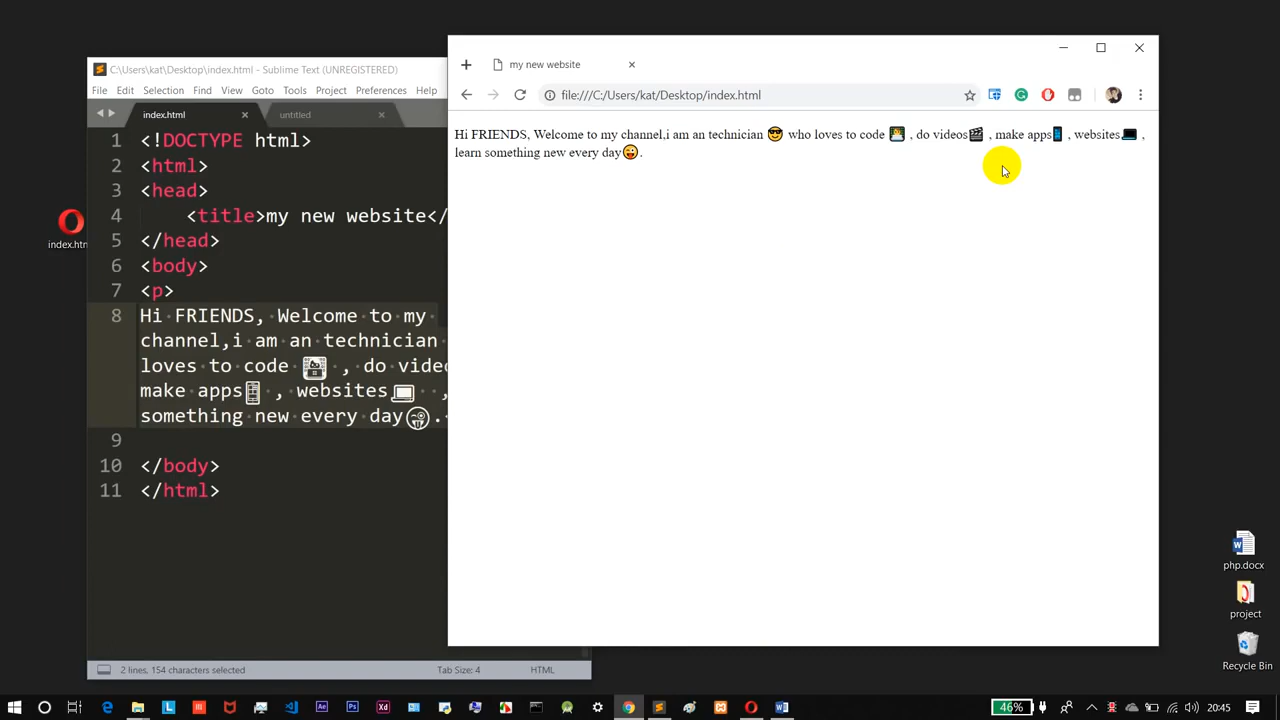 C:\Users\kat\Desktop\index.html - Sublime Text (UNREGISTERED)
File Edit Selection Find View Goto Tools Project Preferences Help
index.html untitled
1 <!DOCTYPE html>
2 <html>
3 <head>
4 <title>my new website</
5 </head>
6 <body>
7 <p>
8 Hi FRIENDS, Welcome to my
channel,i am an technician
loves to code 👩‍💻 , do videc
make apps📱 , websites💻 ,
something new every day😜.
9
10 </body>
11 </html>
2 lines, 154 characters selected Tab Size: 4 HTML
my new website
file:///C:/Users/kat/Desktop/index.html
Hi FRIENDS, Welcome to my channel,i am an technician 😎 who loves to code 👩‍💻 , do videos🎬 , make apps📱 , websites💻 ,
learn something new every day😜.
index.htn
php.docx
project
Recycle Bin
46% 20:45